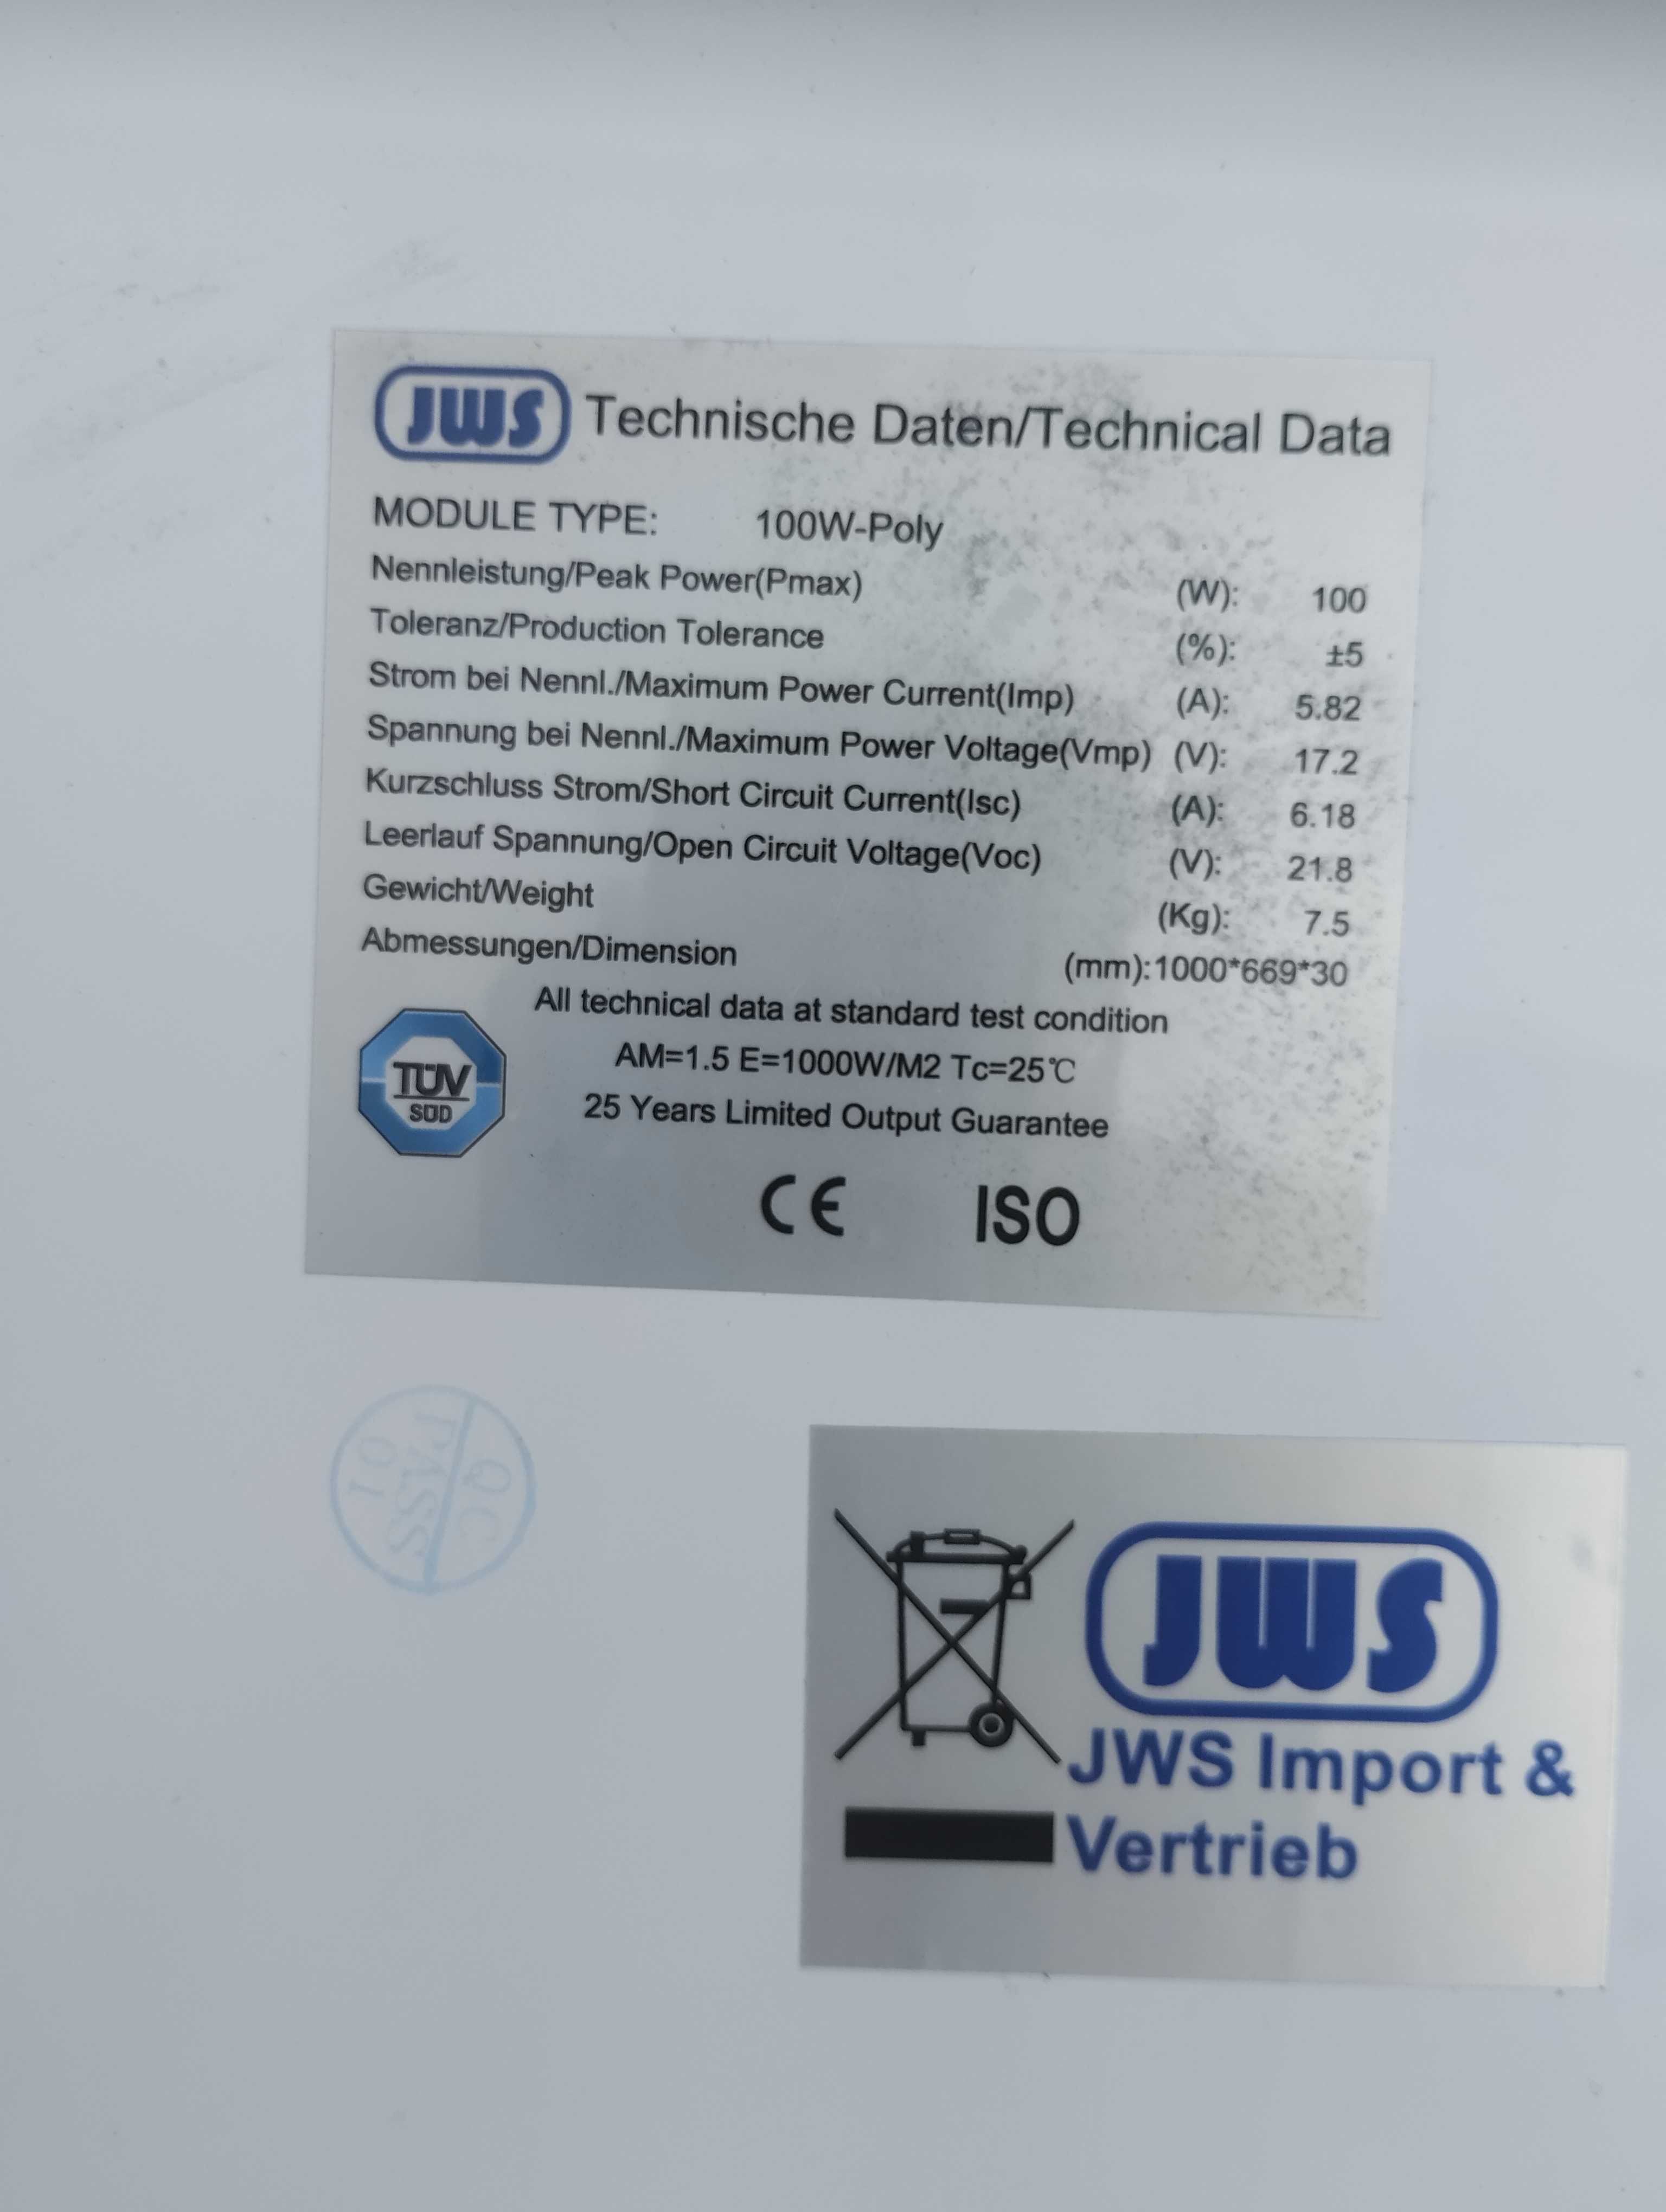 JWS Technische Daten/Technical Data
MODULE TYPE: 100W-Poly
Nennleistung/Peak Power(Pmax) (W): 100
Toleranz/Production Tolerance (%): ±5
Strom bei Nennl./Maximum Power Current(Imp) (A): 5.82
Spannung bei Nennl./Maximum Power Voltage(Vmp) (V): 17.2
Kurzschluss Strom/Short Circuit Current(Isc) (A): 6.18
Leerlauf Spannung/Open Circuit Voltage(Voc) (V): 21.8
Gewicht/Weight (Kg): 7.5
Abmessungen/Dimension (mm):1000*669*30
All technical data at standard test condition
AM=1.5 E=1000W/M2 Tc=25℃
25 Years Limited Output Guarantee
TÜV
SÜD
CE ISO
QC
PASS
01
JWS
JWS Import &
Vertrieb